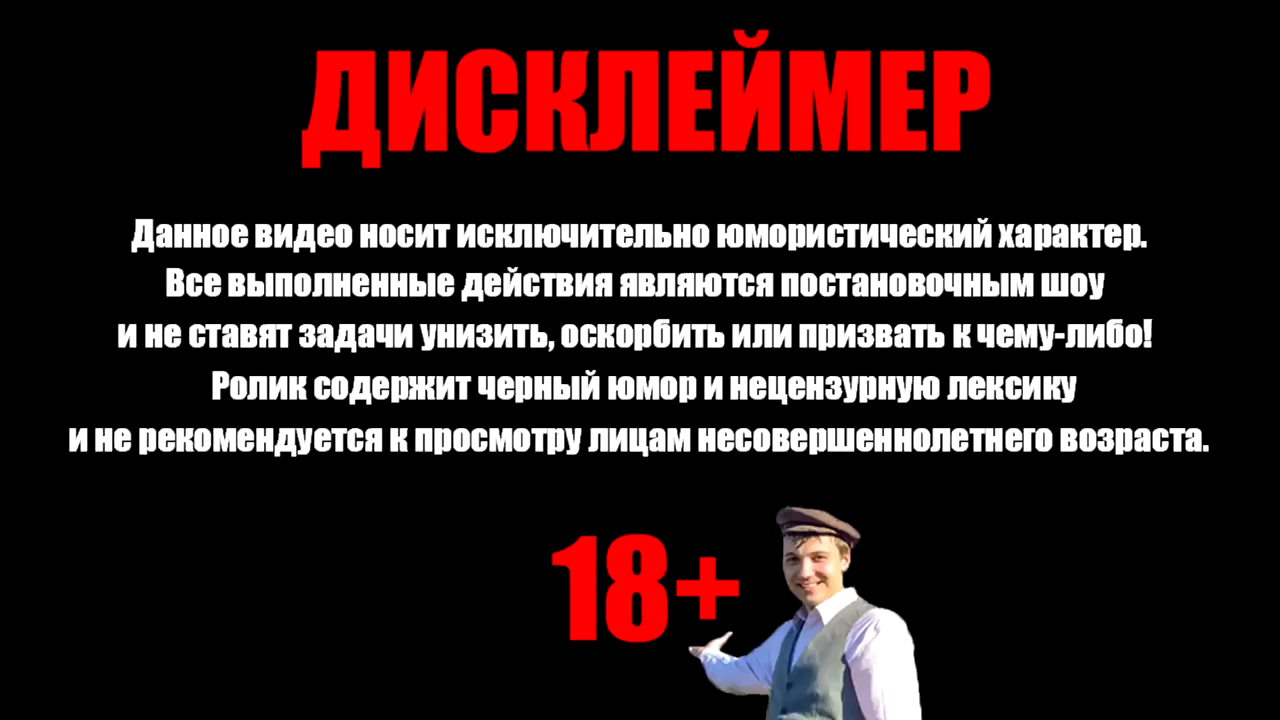 ДИСКЛЕЙМЕР
Данное видео носит исключительно юмористический характер.
Все выполненные действия являются постановочным шоу
и не ставят задачи унизить, оскорбить или призвать к чему-либо!
Ролик содержит черный юмор и нецензурную лексику
и не рекомендуется к просмотру лицам несовершеннолетнего возраста.
18+